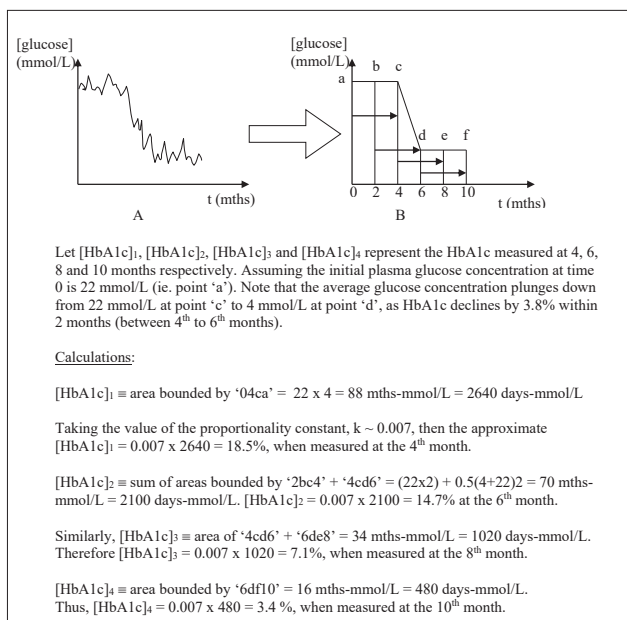 [glucose]
(mmol/L)
t (mths)
A
[glucose]
(mmol/L)
b c
a
d e f
0 2 4 6 8 10
t (mths)
B
Let [HbA1c]1, [HbA1c]2, [HbA1c]3 and [HbA1c]4 represent the HbA1c measured at 4, 6,
8 and 10 months respectively. Assuming the initial plasma glucose concentration at time
0 is 22 mmol/L (ie. point ‘a’). Note that the average glucose concentration plunges down
from 22 mmol/L at point ‘c’ to 4 mmol/L at point ‘d’, as HbA1c declines by 3.8% within
2 months (between 4th to 6th months).
Calculations:
[HbA1c]1 ≡ area bounded by ‘04ca’ = 22 x 4 = 88 mths-mmol/L = 2640 days-mmol/L
Taking the value of the proportionality constant, k ~ 0.007, then the approximate
[HbA1c]1 = 0.007 x 2640 = 18.5%, when measured at the 4th month.
[HbA1c]2 ≡ sum of areas bounded by ‘2bc4’ + ‘4cd6’ = (22x2) + 0.5(4+22)2 = 70 mths-
mmol/L = 2100 days-mmol/L. [HbA1c]2 = 0.007 x 2100 = 14.7% at the 6th month.
Similarly, [HbA1c]3 ≡ area of ‘4cd6’ + ‘6de8’ = 34 mths-mmol/L = 1020 days-mmol/L.
Therefore [HbA1c]3 = 0.007 x 1020 = 7.1%, when measured at the 8th month.
[HbA1c]4 ≡ area bounded by ‘6df10’ = 16 mths-mmol/L = 480 days-mmol/L.
Thus, [HbA1c]4 = 0.007 x 480 = 3.4 %, when measured at the 10th month.